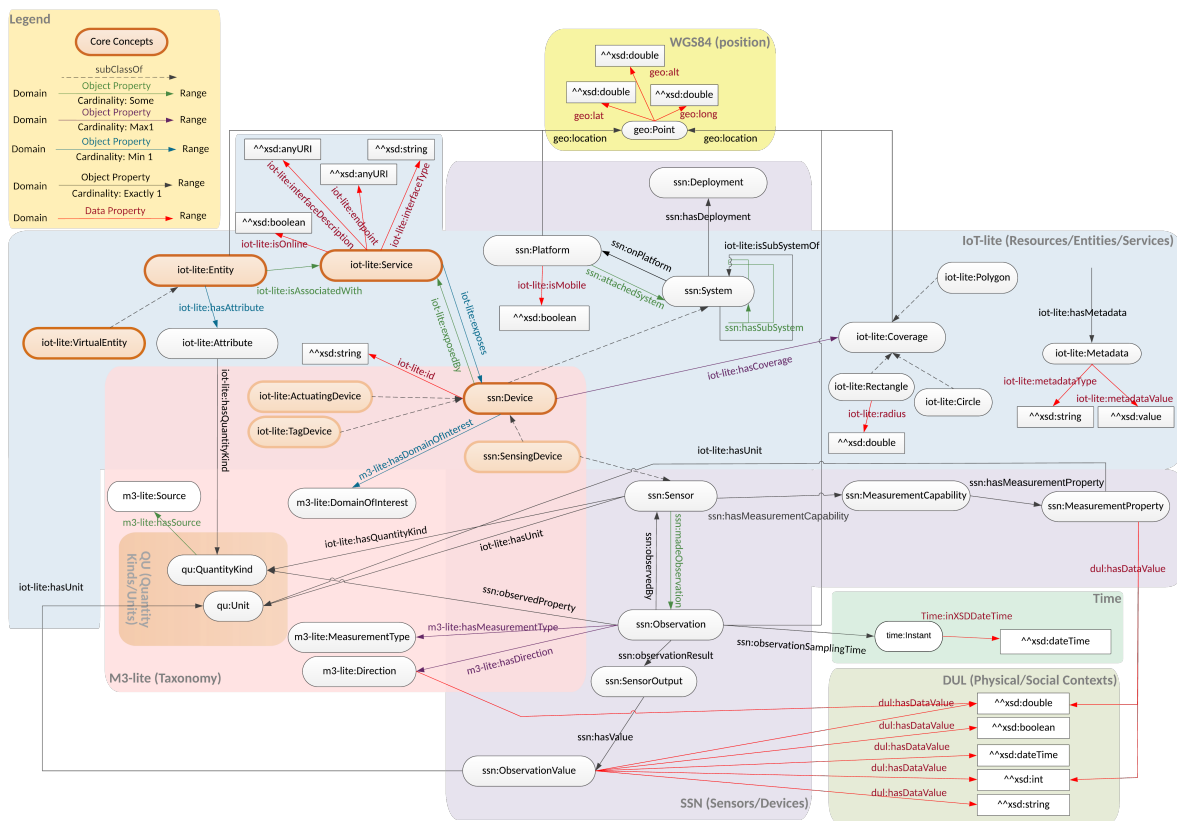 Legend
Core Concepts
subClassOf
Object Property
Domain
Range
Cardinality: Some
Object Property
Domain
Range
Cardinality: Max1
Object Property
Domain
Range
Cardinality: Min 1
Object Property
Domain
Range
Cardinality: Exactly 1
Data Property
Domain
Range
WGS84 (position)
^^xsd:double
geo:alt
^^xsd:double
^^xsd:double
geo:lat
geo:long
geo:Point
geo:location
geo:location
^^xsd:anyURI
^^xsd:string
^^xsd:anyURI
^^xsd:boolean
iot-lite:interfaceDescription
iot-lite:endpoint
iot-lite:interfaceType
iot-lite:isOnline
iot-lite:Entity
iot-lite:Service
iot-lite:isAssociatedWith
iot-lite:hasAttribute
iot-lite:VirtualEntity
iot-lite:Attribute
iot-lite:exposedBy
iot-lite:exposes
ssn:Deployment
ssn:hasDeployment
IoT-lite (Resources/Entities/Services)
ssn:Platform
ssn:onPlatform
iot-lite:isSubSystemOf
ssn:attachedSystem
ssn:System
iot-lite:isMobile
^^xsd:boolean
ssn:hasSubSystem
iot-lite:Polygon
iot-lite:hasMetadata
iot-lite:Coverage
iot-lite:Metadata
iot-lite:hasCoverage
iot-lite:Rectangle
iot-lite:Circle
iot-lite:radius
^^xsd:double
iot-lite:metadataType
iot-lite:metadataValue
^^xsd:string
^^xsd:value
^^xsd:string
iot-lite:id
iot-lite:hasQuantityKind
iot-lite:ActuatingDevice
ssn:Device
iot-lite:TagDevice
m3-lite:hasDomainOfInterest
ssn:SensingDevice
iot-lite:hasUnit
m3-lite:Source
m3-lite:DomainOfInterest
m3-lite:hasSource
ssn:Sensor
ssn:hasMeasurementCapability
ssn:MeasurementCapability
ssn:hasMeasurementProperty
ssn:MeasurementProperty
iot-lite:hasQuantityKind
iot-lite:hasUnit
QU (Quantity
Kinds/Units)
qu:QuantityKind
qu:Unit
iot-lite:hasUnit
ssn:observedBy
ssn:madeObservation
dul:hasDataValue
ssn:observedProperty
m3-lite:MeasurementType
m3-lite:hasMeasurementType
ssn:Observation
m3-lite:Direction
m3-lite:hasDirection
M3-lite (Taxonomy)
ssn:observationSamplingTime
ssn:observationResult
Time
Time:inXSDDateTime
time:Instant
^^xsd:dateTime
ssn:SensorOutput
ssn:hasValue
ssn:ObservationValue
SSN (Sensors/Devices)
DUL (Physical/Social Contexts)
dul:hasDataValue
^^xsd:double
dul:hasDataValue
^^xsd:boolean
dul:hasDataValue
^^xsd:dateTime
dul:hasDataValue
^^xsd:int
dul:hasDataValue
^^xsd:string